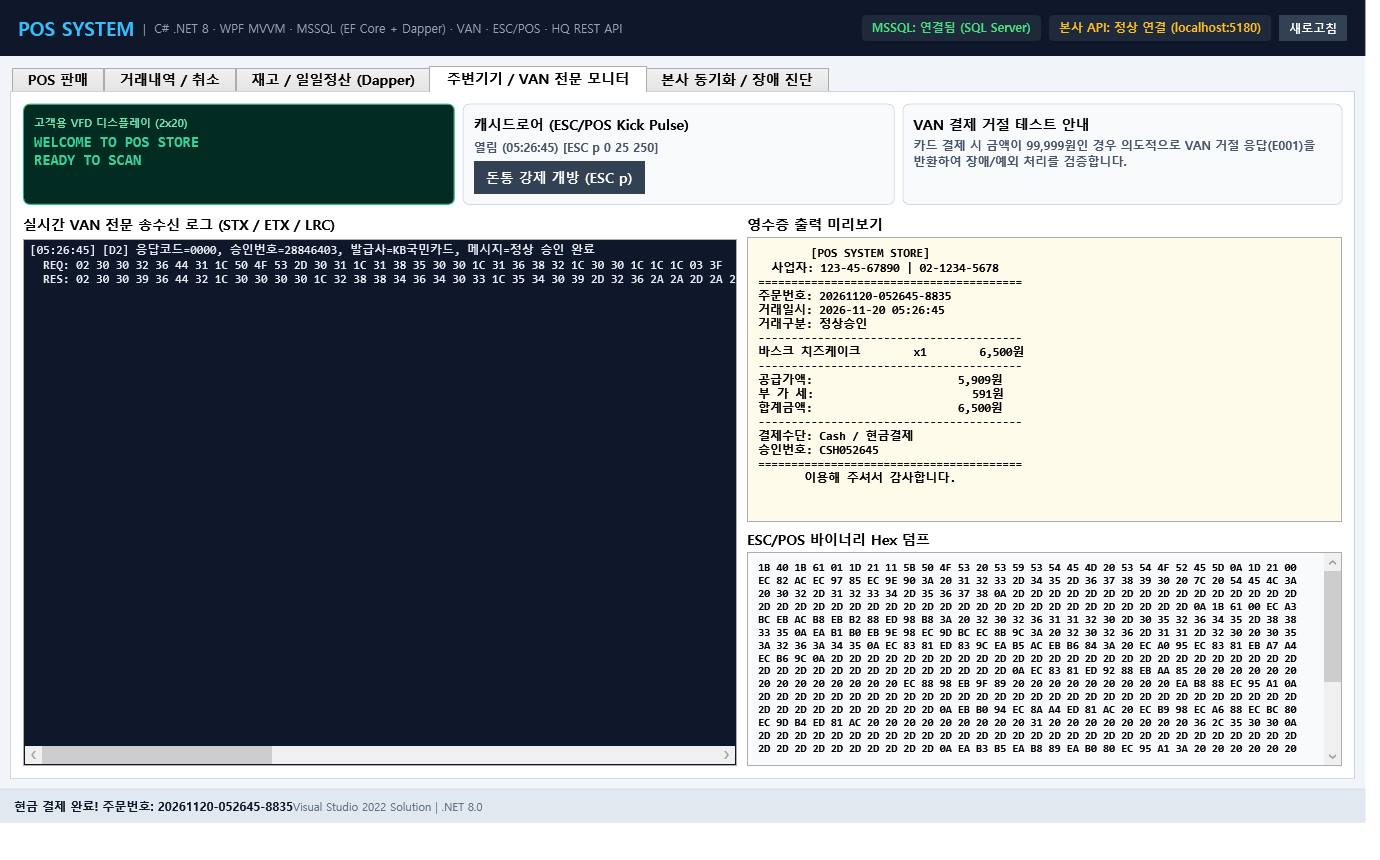 POS SYSTEM | C# .NET 8 · WPF MVVM · MSSQL (EF Core + Dapper) · VAN · ESC/POS · HQ REST API
MSSQL: 연결됨 (SQL Server)
본사 API: 정상 연결 (localhost:5180)
새로고침
POS 판매
거래내역 / 취소
재고 / 일일정산 (Dapper)
주변기기 / VAN 전문 모니터
본사 동기화 / 장애 진단
고객용 VFD 디스플레이 (2x20)
WELCOME TO POS STORE
READY TO SCAN
캐시드로어 (ESC/POS Kick Pulse)
열림 (05:26:45) [ESC p 0 25 250]
돈통 강제 개방 (ESC p)
VAN 결제 거절 테스트 안내
카드 결제 시 금액이 99,999원인 경우 의도적으로 VAN 거절 응답(E001)을
반환하여 장애/예외 처리를 검증합니다.
실시간 VAN 전문 송수신 로그 (STX / ETX / LRC)
[05:26:45] [D2] 응답코드=0000, 승인번호=28846403, 발급사=KB국민카드, 메시지=정상 승인 완료
REQ: 02 30 30 32 36 44 31 1C 50 4F 53 2D 30 31 1C 31 38 35 30 30 1C 31 36 38 32 1C 30 30 1C 1C 1C 03 3F
RES: 02 30 30 39 36 44 32 1C 30 30 30 30 1C 32 38 38 34 36 34 30 33 1C 35 34 30 39 2D 32 36 2A 2A 2D 2A 2
영수증 출력 미리보기
[POS SYSTEM STORE]
사업자: 123-45-67890 | 02-1234-5678
========================================
주문번호: 20261120-052645-8835
거래일시: 2026-11-20 05:26:45
거래구분: 정상승인
----------------------------------------
바스크 치즈케이크 x1 6,500원
----------------------------------------
공급가액: 5,909원
부 가 세: 591원
합계금액: 6,500원
----------------------------------------
결제수단: Cash / 현금결제
승인번호: CSH052645
========================================
이용해 주셔서 감사합니다.
ESC/POS 바이너리 Hex 덤프
1B 40 1B 61 01 1D 21 11 5B 50 4F 53 20 53 59 53 54 45 4D 20 53 54 4F 52 45 5D 0A 1D 21 00
EC 82 AC EC 97 85 EC 9E 90 3A 20 31 32 33 2D 34 35 2D 36 37 38 39 30 20 7C 20 54 45 4C 3A
20 30 32 2D 31 32 33 34 2D 35 36 37 38 0A 2D 2D 2D 2D 2D 2D 2D 2D 2D 2D 2D 2D 2D 2D 2D 2D
2D 2D 2D 2D 2D 2D 2D 2D 2D 2D 2D 2D 2D 2D 2D 2D 2D 2D 2D 2D 2D 2D 2D 2D 0A 1B 61 00 EC A3
BC EB AC B8 EB B2 88 ED 98 B8 3A 20 32 30 32 36 31 31 32 30 2D 30 35 32 36 34 35 2D 38 38
33 35 0A EA B1 B0 EB 9E 98 EC 9D BC EC 8B 9C 3A 20 32 30 32 36 2D 31 31 2D 32 30 20 30 35
3A 32 36 3A 34 35 0A EC 83 81 ED 83 9C EA B5 AC EB B6 84 3A 20 EC A0 95 EC 83 81 EB A7 A4
EC B6 9C 0A 2D 2D 2D 2D 2D 2D 2D 2D 2D 2D 2D 2D 2D 2D 2D 2D 2D 2D 2D 2D 2D 2D 2D 2D 2D 2D
2D 2D 2D 2D 2D 2D 2D 2D 2D 2D 2D 2D 2D 2D 0A EC 83 81 ED 92 88 EB AA 85 20 20 20 20 20 20
20 20 20 20 20 20 20 20 EC 88 98 EB 9F 89 20 20 20 20 20 20 20 20 20 EA B8 88 EC 95 A1 0A
2D 2D 2D 2D 2D 2D 2D 2D 2D 2D 2D 2D 2D 2D 2D 2D 2D 2D 2D 2D 2D 2D 2D 2D 2D 2D 2D 2D 2D 2D
2D 2D 2D 2D 2D 2D 2D 2D 2D 2D 0A EB B0 94 EC 8A A4 ED 81 AC 20 EC B9 98 EC A6 88 EC BC 80
EC 9D B4 ED 81 AC 20 20 20 20 20 20 20 20 20 31 20 20 20 20 20 20 20 20 36 2C 35 30 30 0A
2D 2D 2D 2D 2D 2D 2D 2D 2D 2D 2D 2D 2D 2D 2D 2D 2D 2D 2D 2D 2D 2D 2D 2D 2D 2D 2D 2D 2D 2D
2D 2D 2D 2D 2D 2D 2D 2D 2D 2D 0A EA B3 B5 EA B8 89 EA B0 80 EC 95 A1 3A 20 20 20 20 20 20
현금 결제 완료! 주문번호: 20261120-052645-8835Visual Studio 2022 Solution | .NET 8.0